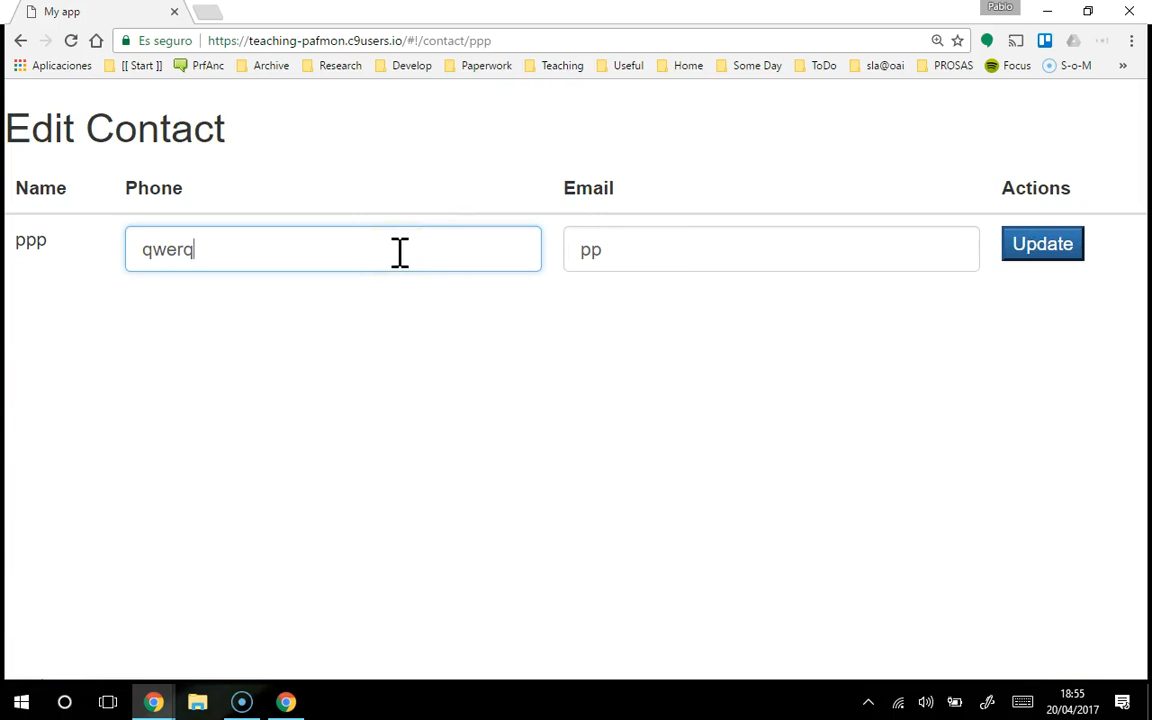 My app
Pablo
Es seguro https://teaching-pafmon.c9users.io/#!/contact/ppp
Aplicaciones [[ Start ]] PrfAnc Archive Research Develop Paperwork Teaching Useful Home Some Day ToDo sla@oai PROSAS Focus S-o-M »
Edit Contact
Name Phone Email Actions
ppp qwerq pp Update
18:55
20/04/2017